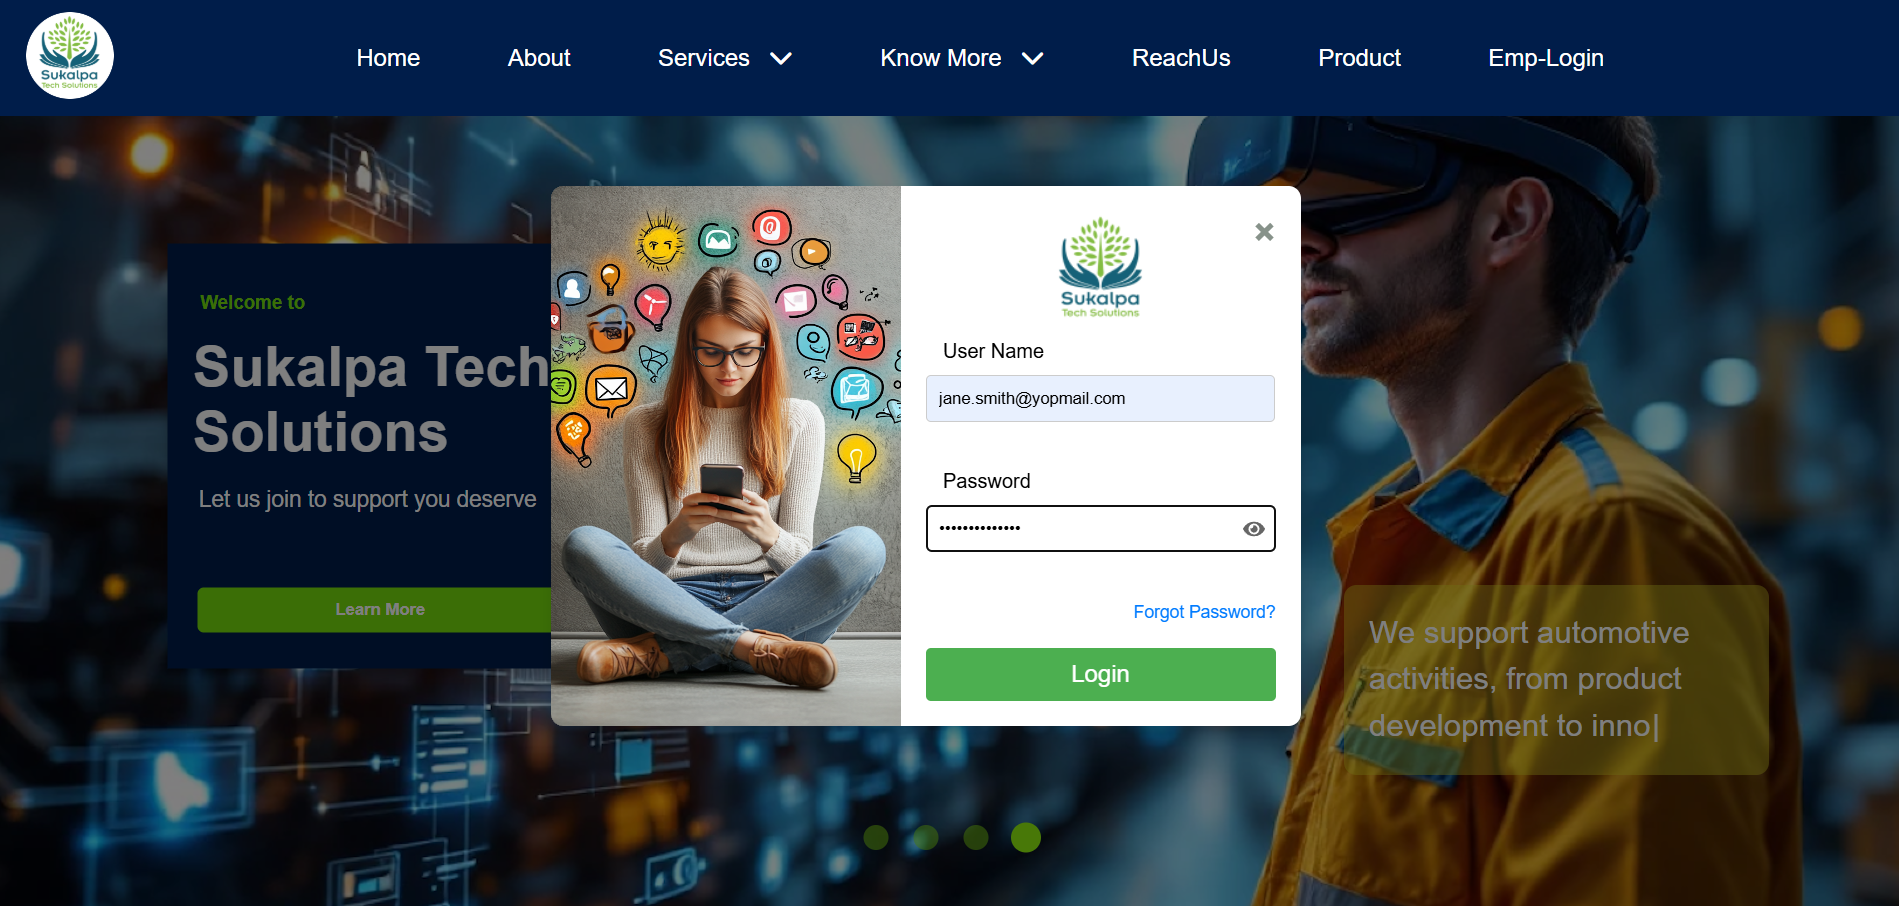 Sukalpa
Tech Solutions
Home
About
Services
Know More
ReachUs
Product
Emp-Login
Welcome to
Sukalpa Tech
Solutions
Let us join to support you deserve
Learn More
Sukalpa
Tech Solutions
User Name
jane.smith@yopmail.com
Password
••••••••••••••
Forgot Password?
Login
We support automotive
activities, from product
development to inno|